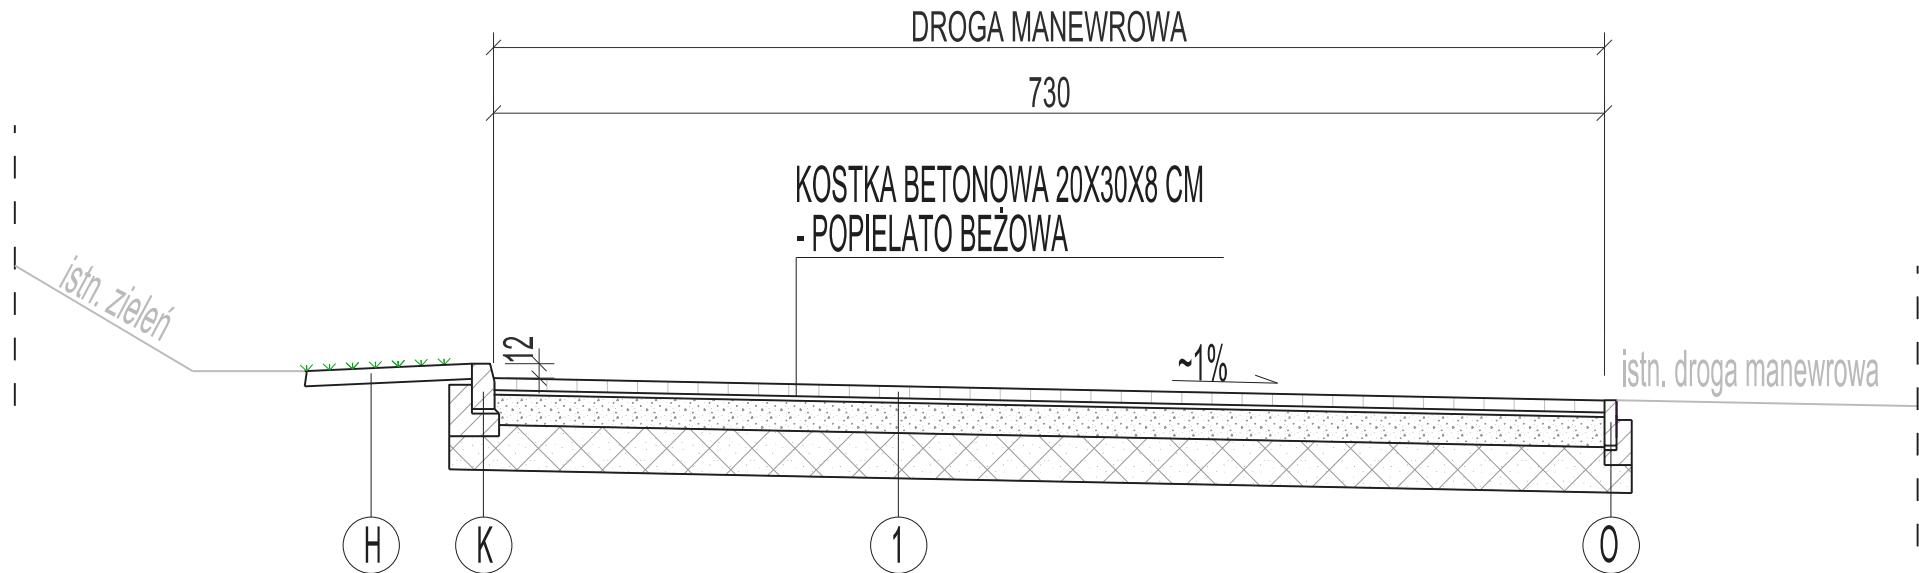 DROGA MANEWROWA
730
KOSTKA BETONOWA 20X30X8 CM
- POPIELATO BEŻOWA
istn. zieleń
12
~1%
istn. droga manewrowa
H
K
1
O